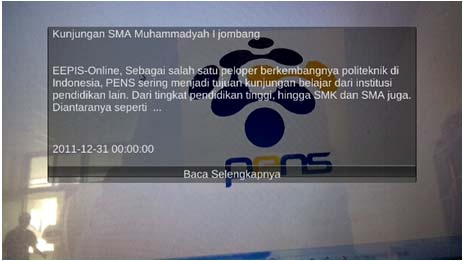 Kunjungan SMA Muhammadyah I jombang
EEPIS-Online, Sebagai salah satu peloper berkembangnya politeknik di
Indonesia, PENS sering menjadi tujuan kunjungan belajar dari institusi
pendidikan lain. Dari tingkat pendidikan tinggi, hingga SMK dan SMA juga.
Diantaranya seperti ...
2011-12-31 00:00:00
Baca Selengkapnya
pens